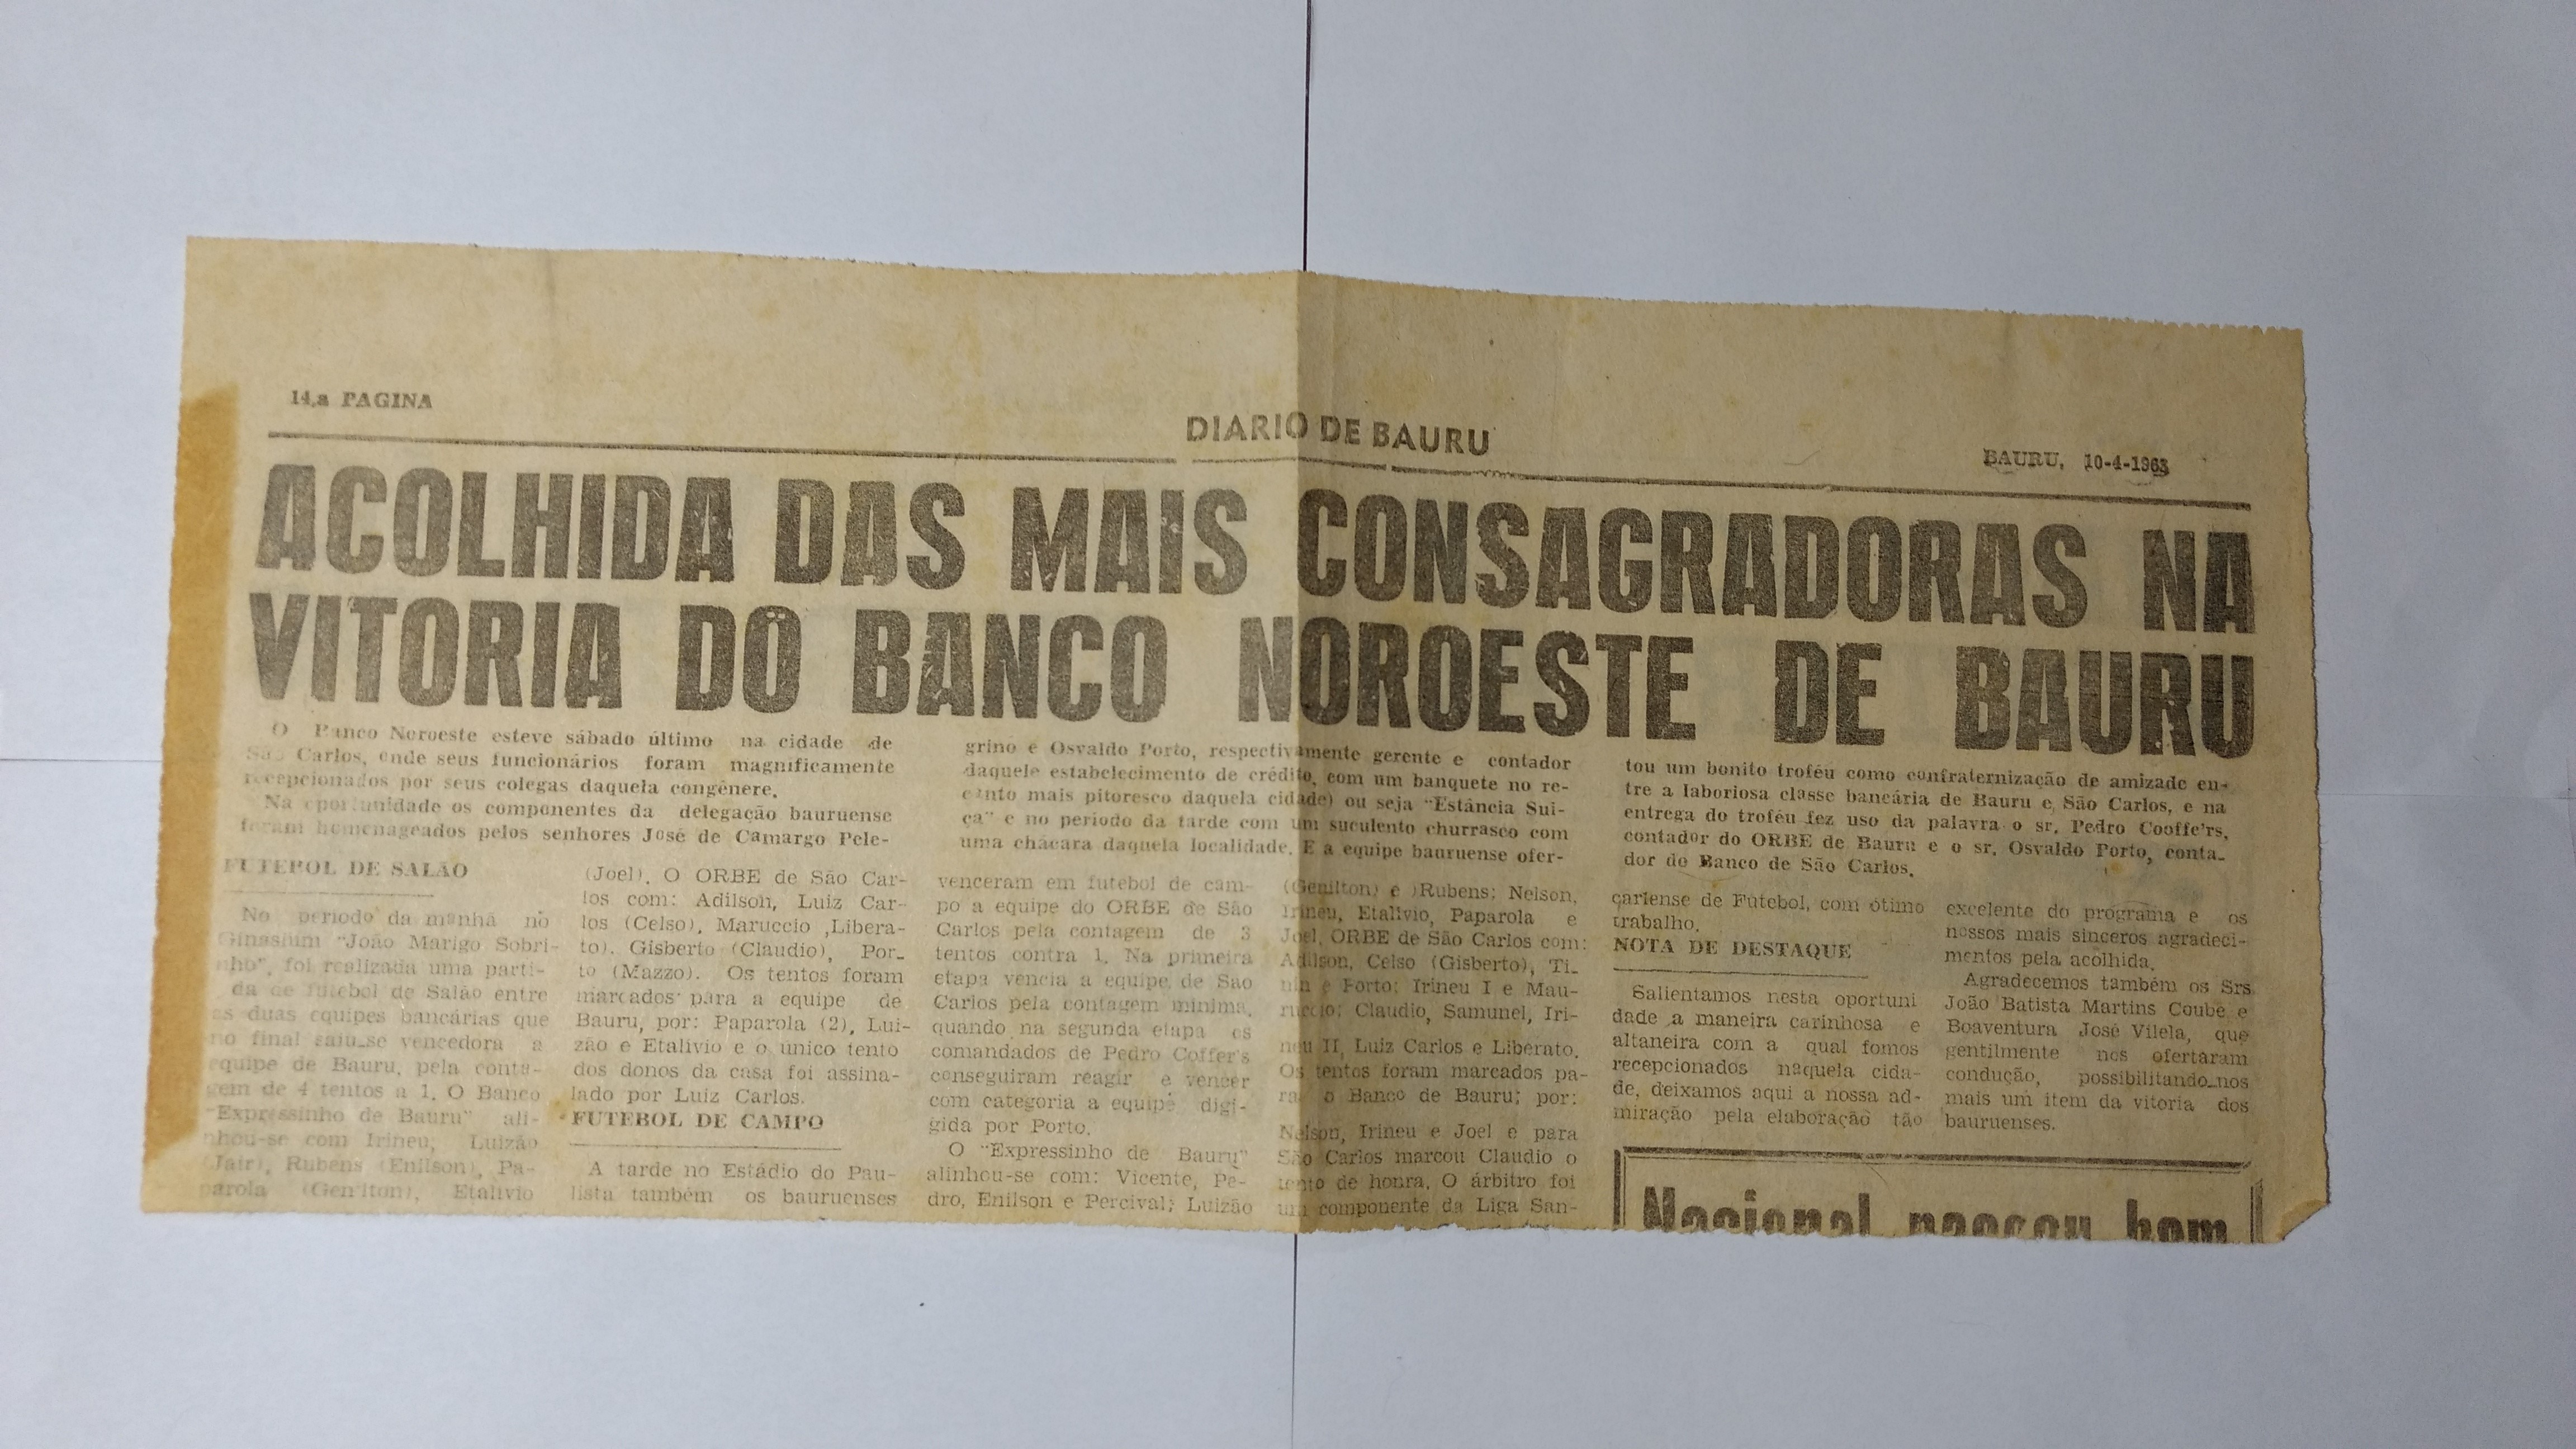 14.a PAGINA
DIARIO DE BAURU
BAURU, 10-4-1963
ACOLHIDA DAS MAIS CONSAGRADORAS NA
VITORIA DO BANCO NOROESTE DE BAURU
O Banco Noroeste esteve sábado último na cidade de
São Carlos, onde seus funcionários foram magnificamente
recepcionados por seus colegas daquela congênere.
Na oportunidade os componentes da delegação bauruense
foram homenageados pelos senhores José de Camargo Pele-
grino e Osvaldo Porto, respectivamente gerente e contador
daquele estabelecimento de crédito, com um banquete no re-
canto mais pitoresco daquela cidade) ou seja "Estância Sui-
ça" e no período da tarde com um suculento churrasco com
uma chácara daquela localidade. E a equipe bauruense ofer-
tou um bonito troféu como confraternização de amizade en-
tre a laboriosa classe bancária de Bauru e São Carlos, e na
entrega do troféu fez uso da palavra o sr. Pedro Cooffe'rs,
contador do ORBE de Bauru e o sr. Osvaldo Porto, conta-
dor do Banco de São Carlos.
FUTEBOL DE SALÃO
No periodo da manhã no
Ginasium "João Marigo Sobri-
nho", foi realizada uma parti-
da de futebol de Salão entre
as duas equipes bancárias que
no final saiu-se vencedora a
equipe de Bauru, pela conta-
gem de 4 tentos a 1. O Banco
"Expressinho de Bauru" ali-
nhou-se com Irineu, Luizão
(Jair), Rubens (Enilson), Pa-
parola (Genilton), Etalivio
(Joel). O ORBE de São Car-
los com: Adilson, Luiz Car-
los (Celso), Maruccio ,Libera-
to). Gisberto (Claudio), Por-
to (Mazzo). Os tentos foram
marcados para a equipe de
Bauru, por: Paparola (2), Lui-
zão e Etalivio e o único tento
dos donos da casa foi assina-
lado por Luiz Carlos.
FUTEBOL DE CAMPO
A tarde no Estádio do Pau-
lista também os bauruenses
venceram em futebol de cam-
po a equipe do ORBE de São
Carlos pela contagem de 3
tentos contra 1. Na primeira
etapa vencia a equipe de Sao
Carlos pela contagem minima,
quando na segunda etapa os
comandados de Pedro Coffer's
conseguiram reagir e vencer
com categoria a equipe digi-
gida por Porto.
O "Expressinho de Bauru"
alinhou-se com: Vicente, Pe-
dro, Enilson e Percival; Luizão
(Genilton) e )Rubens; Nelson,
Irineu, Etalivio, Paparola e
Joel, ORBE de São Carlos com:
Adilson, Celso (Gisberto), Ti-
e Porto; Irineu I e Mau-
ruccio; Claudio, Samunel, Iri-
neu II, Luiz Carlos e Liberato.
Os tentos foram marcados pa-
ra o Banco de Bauru; por:
Nelson, Irineu e Joel e para
São Carlos marcou Claudio o
tento de honra. O árbitro foi
um componente da Liga San-
carlense de Futebol, com ótimo
trabalho.
NOTA DE DESTAQUE
Salientamos nesta oportuni
dade a maneira carinhosa e
altaneira com a qual fomos
recepcionados naquela cida-
de, deixamos aqui a nossa ad-
miração pela elaboração tão
excelente do programa e os
nossos mais sinceros agradeci-
mentos pela acolhida.
Agradecemos também os Srs
João Batista Martins Coube e
Boaventura José Vilela, que
gentilmente nos ofertaram
condução, possibilitando-nos
mais um item da vitoria dos
bauruenses.
Nacional passou bem